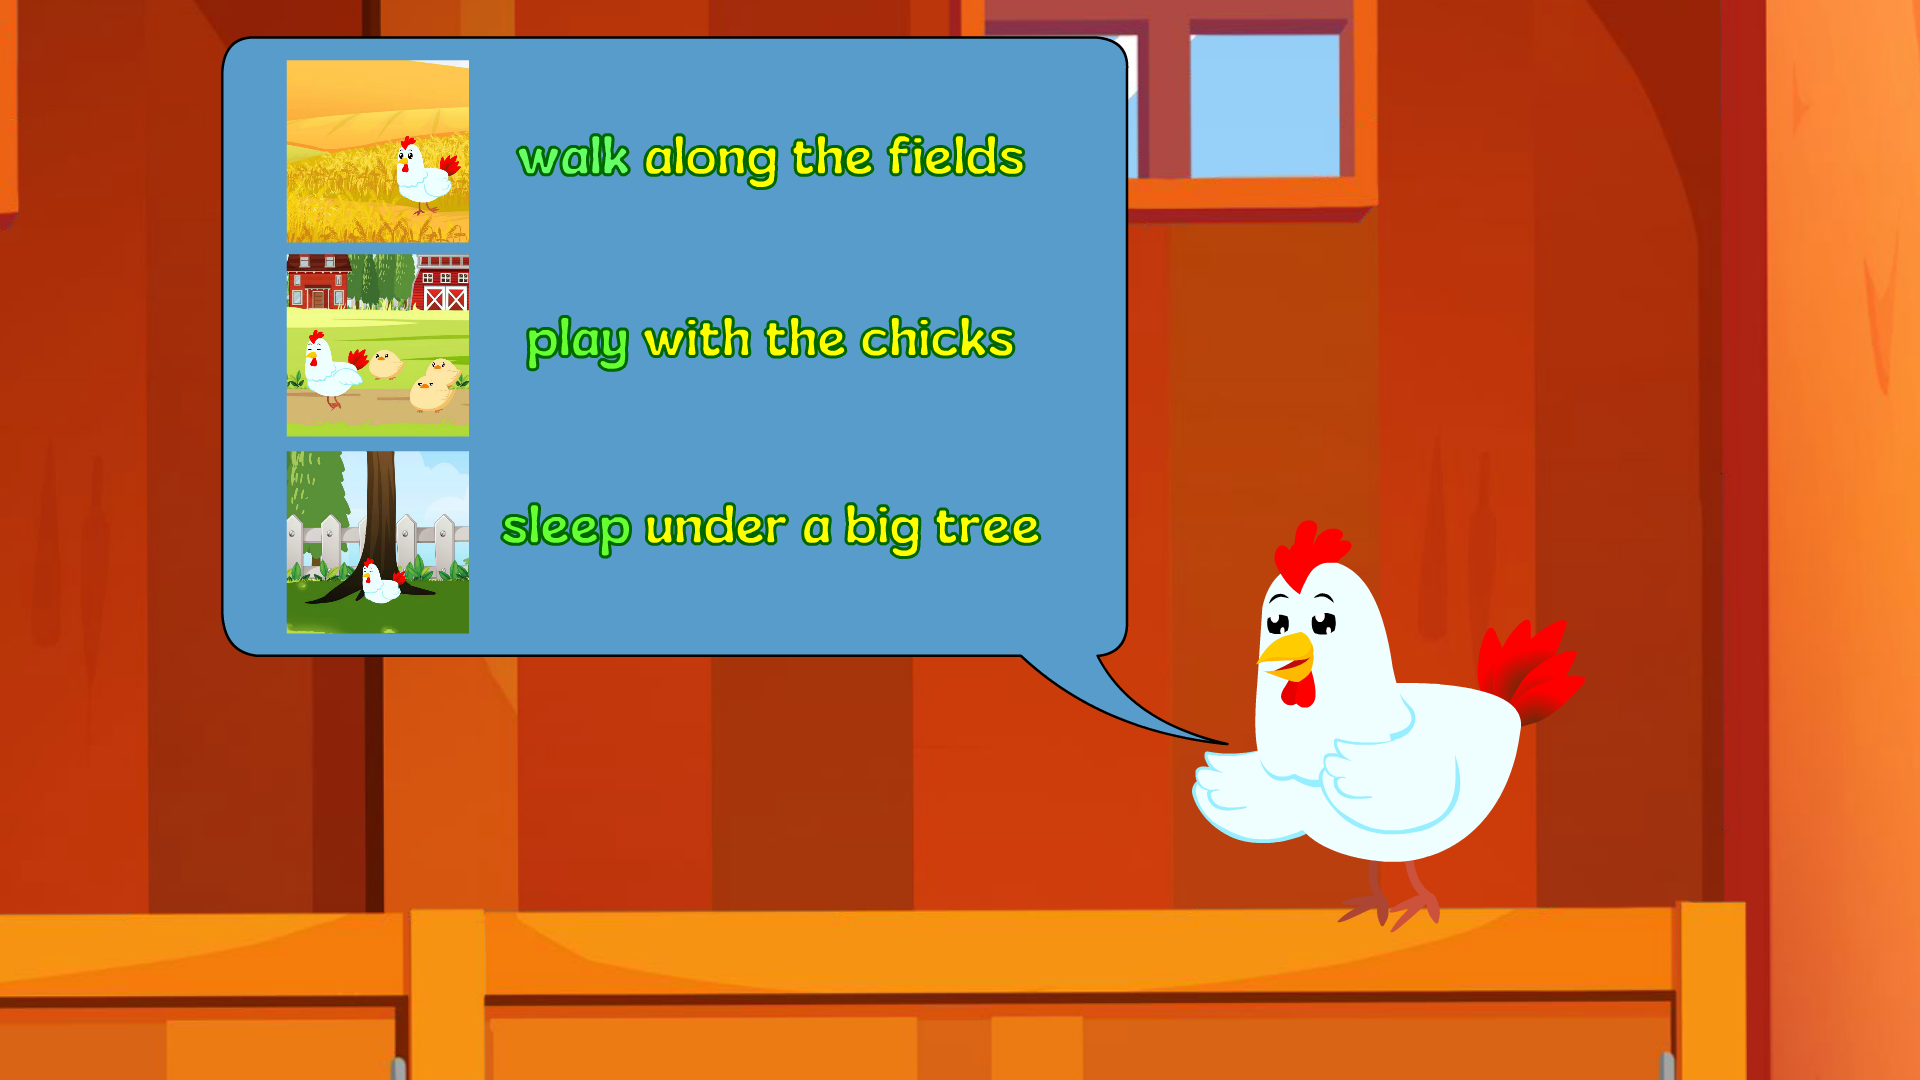 walk along the fields
play with the chicks
sleep under a big tree